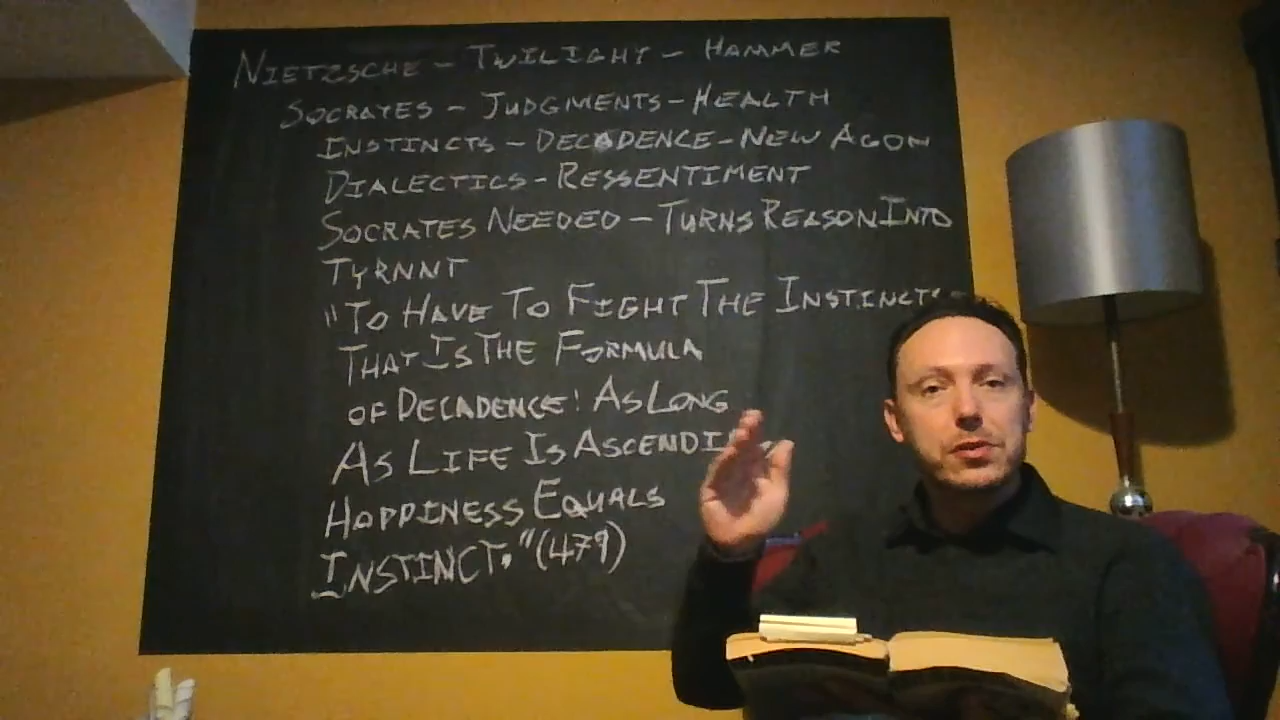 NIETZSCHE - TWILIGHT - HAMMER
SOCRATES - JUDGMENTS - HEALTH
INSTINCTS - DECADENCE - NEW AGON
DIALECTICS - RESSENTIMENT
SOCRATES NEEDED - TURNS REASON INTO
TYRNNT
"TO HAVE TO FIGHT THE INSTINCTS
THAT IS THE FORMULA
OF DECADENCE: AS LONG
AS LIFE IS ASCENDI
HAPPINESS EQUALS
INSTINCT." (479)